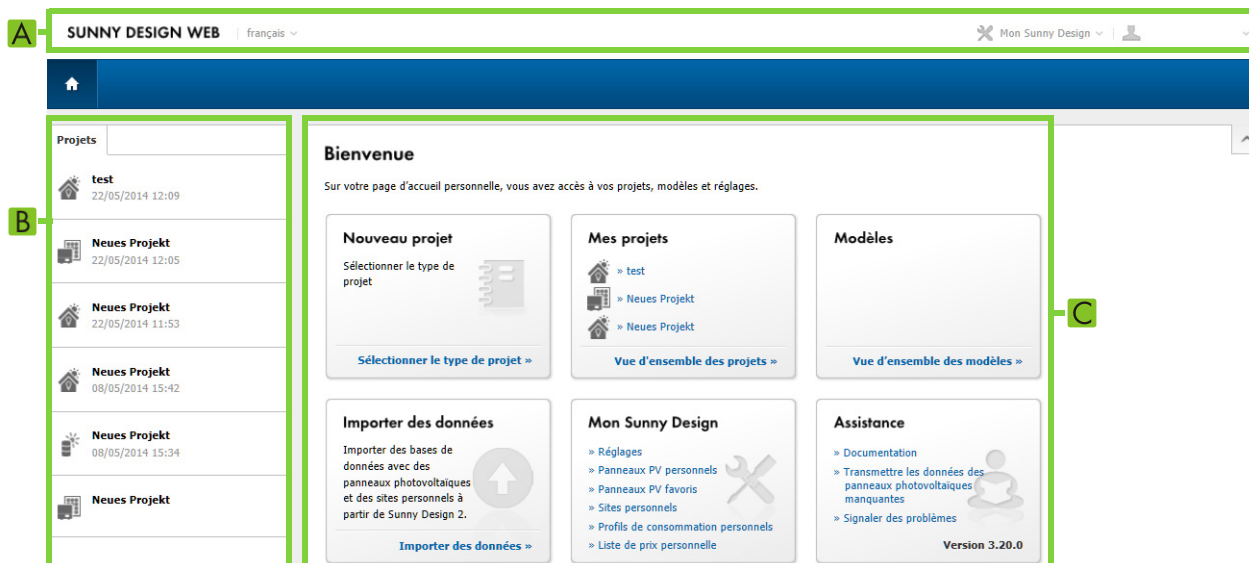 A
SUNNY DESIGN WEB
français
Mon Sunny Design
Projets
test
22/05/2014 12:09
B
Neues Projekt
22/05/2014 12:05
Neues Projekt
22/05/2014 11:53
Neues Projekt
08/05/2014 15:42
Neues Projekt
08/05/2014 15:34
Neues Projekt
Bienvenue
Sur votre page d'accueil personnelle, vous avez accès à vos projets, modèles et réglages.
Nouveau projet
Sélectionner le type de
projet
Sélectionner le type de projet »
Mes projets
» test
» Neues Projekt
» Neues Projekt
Vue d'ensemble des projets »
Modèles
Vue d'ensemble des modèles »
C
Importer des données
Importer des bases de
données avec des
panneaux photovoltaïques
et des sites personnels à
partir de Sunny Design 2.
Importer des données »
Mon Sunny Design
» Réglages
» Panneaux PV personnels
» Panneaux PV favoris
» Sites personnels
» Profils de consommation personnels
» Liste de prix personnelle
Assistance
» Documentation
» Transmettre les données des
panneaux photovoltaïques
manquantes
» Signaler des problèmes
Version 3.20.0